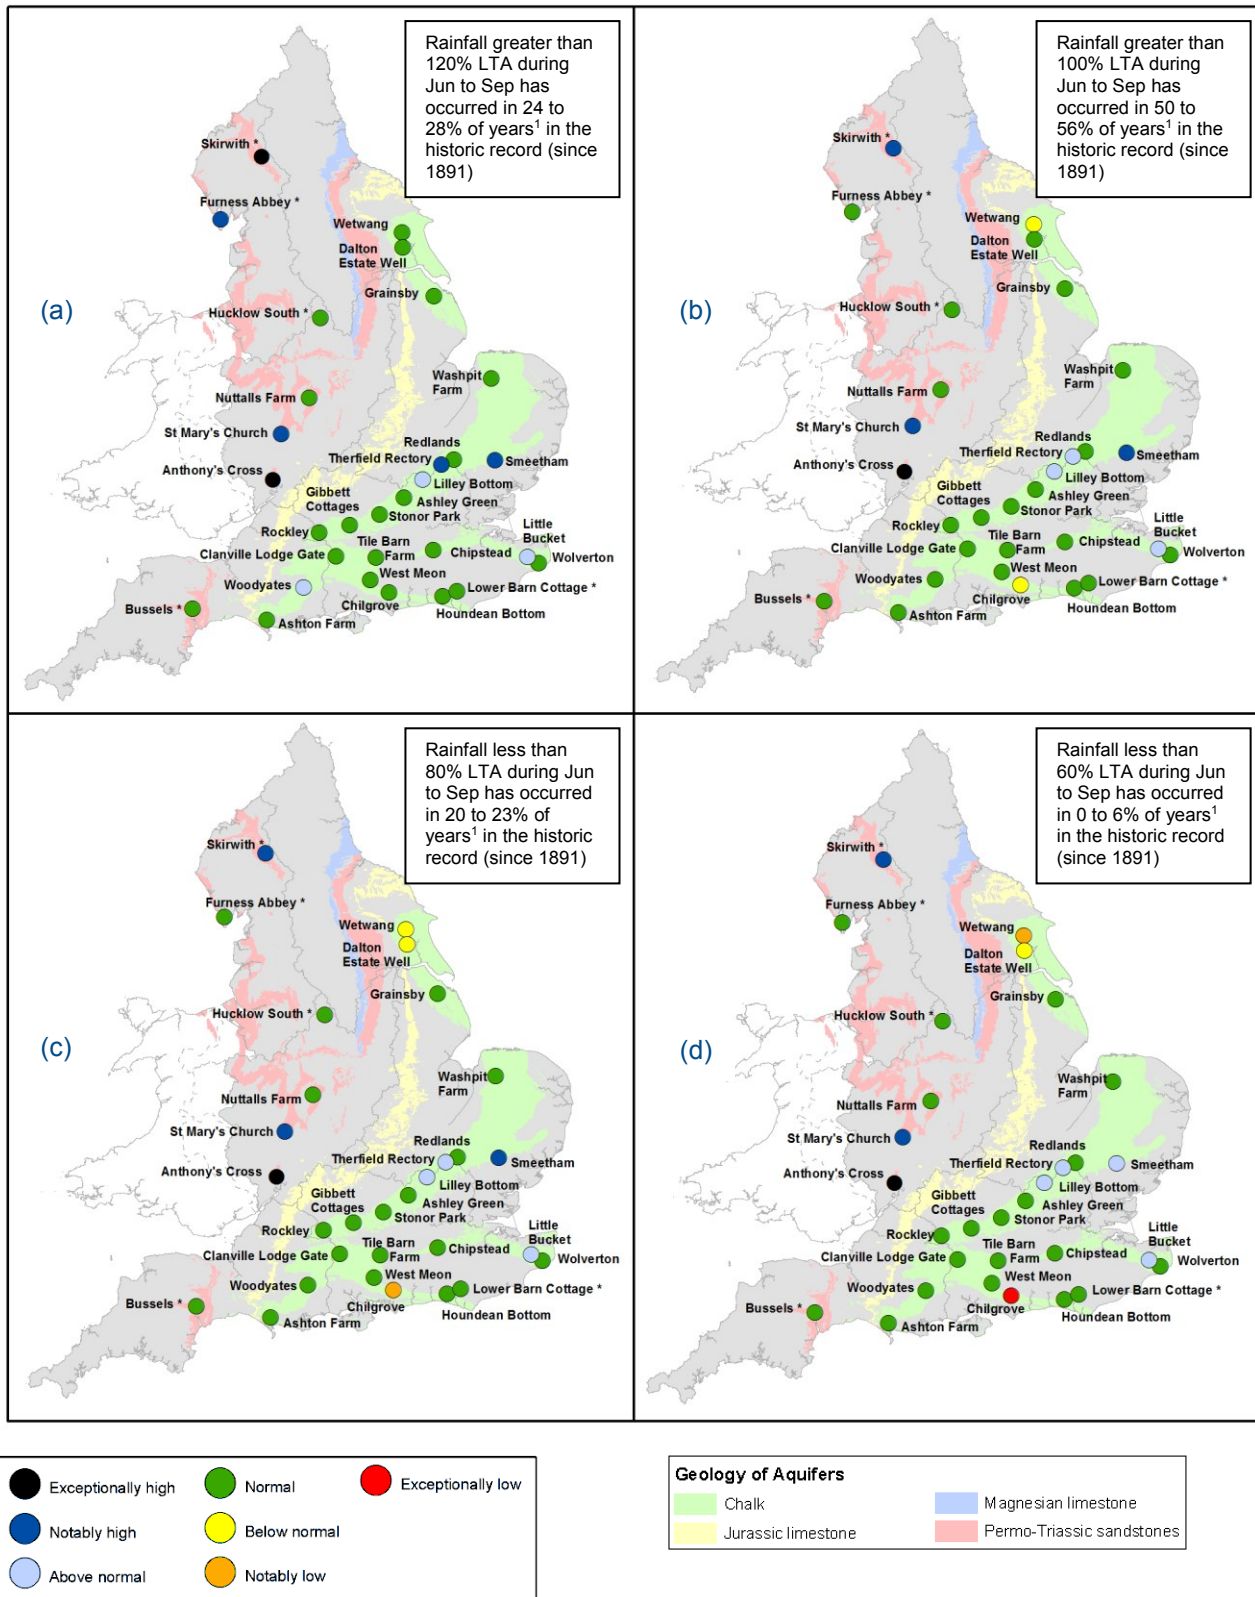 Rainfall greater than
120% LTA during
Jun to Sep has
occurred in 24 to
28% of years¹ in the
historic record (since
1891)
Skirwith *
Furness Abbey *
Wetwang
Dalton
Estate Well
Grainsby
(a)
Hucklow South *
Washpit
Farm
Nuttalls Farm
St Mary's Church
Redlands
Therfield Rectory
Smeetham
Anthony's Cross
Lilley Bottom
Gibbett
Cottages
Ashley Green
Stonor Park
Rockley
Little
Bucket
Tile Barn
Farm
Clanville Lodge Gate
Chipstead
Wolverton
West Meon
Woodyates
Lower Barn Cottage *
Chilgrove
Bussels *
Houndean Bottom
Ashton Farm
Rainfall greater than
100% LTA during
Jun to Sep has
occurred in 50 to
56% of years¹ in the
historic record (since
1891)
Skirwith *
Furness Abbey *
Wetwang
Dalton
Estate Well
Grainsby
(b)
Hucklow South *
Washpit
Farm
Nuttalls Farm
St Mary's Church
Redlands
Therfield Rectory
Smeetham
Anthony's Cross
Lilley Bottom
Gibbett
Cottages
Ashley Green
Stonor Park
Rockley
Little
Bucket
Tile Barn
Farm
Clanville Lodge Gate
Chipstead
Wolverton
West Meon
Woodyates
Lower Barn Cottage *
Chilgrove
Bussels *
Houndean Bottom
Ashton Farm
Rainfall less than
80% LTA during Jun
to Sep has occurred
in 20 to 23% of
years¹ in the historic
record (since 1891)
Skirwith *
Furness Abbey *
Wetwang
Dalton
Estate Well
Grainsby
(c)
Hucklow South *
Washpit
Farm
Nuttalls Farm
St Mary's Church
Redlands
Therfield Rectory
Smeetham
Anthony's Cross
Lilley Bottom
Gibbett
Cottages
Ashley Green
Stonor Park
Rockley
Little
Bucket
Tile Barn
Farm
Clanville Lodge Gate
Chipstead
Wolverton
West Meon
Woodyates
Lower Barn Cottage *
Chilgrove
Bussels *
Houndean Bottom
Ashton Farm
Rainfall less than
60% LTA during Jun
to Sep has occurred
in 0 to 6% of years¹
in the historic record
(since 1891)
Skirwith *
Furness Abbey *
Wetwang
Dalton
Estate Well
Grainsby
(d)
Hucklow South *
Washpit
Farm
Nuttalls Farm
St Mary's Church
Redlands
Therfield Rectory
Smeetham
Anthony's Cross
Lilley Bottom
Gibbett
Cottages
Ashley Green
Stonor Park
Rockley
Little
Bucket
Tile Barn
Farm
Clanville Lodge Gate
Chipstead
Wolverton
West Meon
Woodyates
Lower Barn Cottage *
Chilgrove
Bussels *
Houndean Bottom
Ashton Farm
Exceptionally high
Normal
Exceptionally low
Notably high
Below normal
Above normal
Notably low
Geology of Aquifers
Chalk
Magnesian limestone
Jurassic limestone
Permo-Triassic sandstones